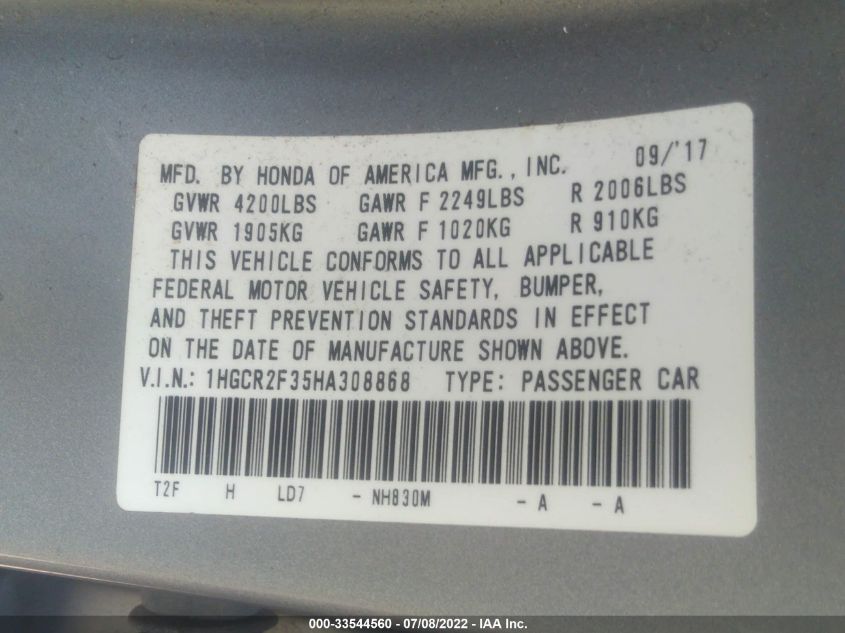 MFD. BY HONDA OF AMERICA MFG., INC. 09/'17
GVWR 4200LBS GAWR F 2249LBS R 2006LBS
GVWR 1905KG GAWR F 1020KG R 910KG
THIS VEHICLE CONFORMS TO ALL APPLICABLE
FEDERAL MOTOR VEHICLE SAFETY, BUMPER,
AND THEFT PREVENTION STANDARDS IN EFFECT
ON THE DATE OF MANUFACTURE SHOWN ABOVE.
V.I.N.: 1HGCR2F35HA308868 TYPE: PASSENGER CAR
T2F H LD7 - NH830M - A - A
000-33544560 - 07/08/2022 - IAA Inc.